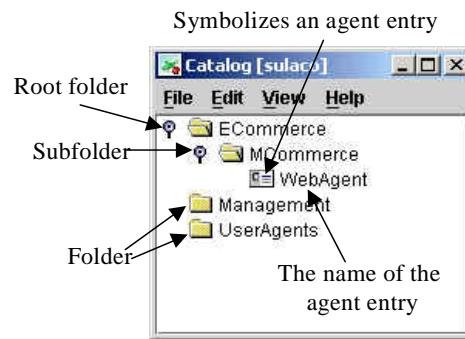 Symbolizes an agent entry
Catalog [sulaco]
Root folder
File Edit View Help
ECommerce
Subfolder
MCommerce
WebAgent
Management
UserAgents
Folder
The name of the
agent entry